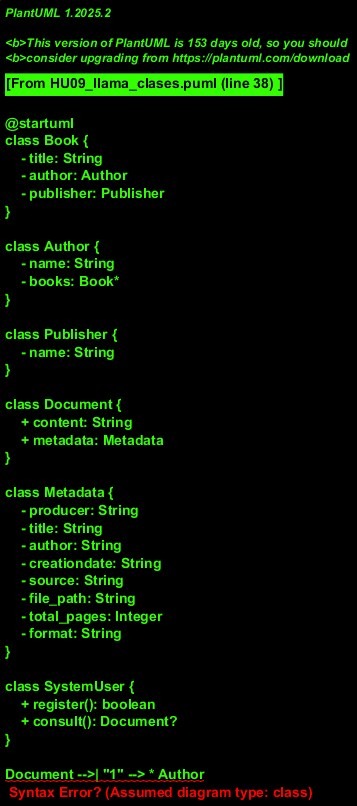 PlantUML 1.2025.2
<b>This version of PlantUML is 153 days old, so you should
<b>consider upgrading from https://plantuml.com/download
[From HU09_llama_clases.puml (line 38) ]
@startuml
class Book {
- title: String
- author: Author
- publisher: Publisher
}
class Author {
- name: String
- books: Book*
}
class Publisher {
- name: String
}
class Document {
+ content: String
+ metadata: Metadata
}
class Metadata {
- producer: String
- title: String
- author: String
- creationdate: String
- source: String
- file_path: String
- total_pages: Integer
- format: String
}
class SystemUser {
+ register(): boolean
+ consult(): Document?
}
Document -->| "1" --> * Author
Syntax Error? (Assumed diagram type: class)